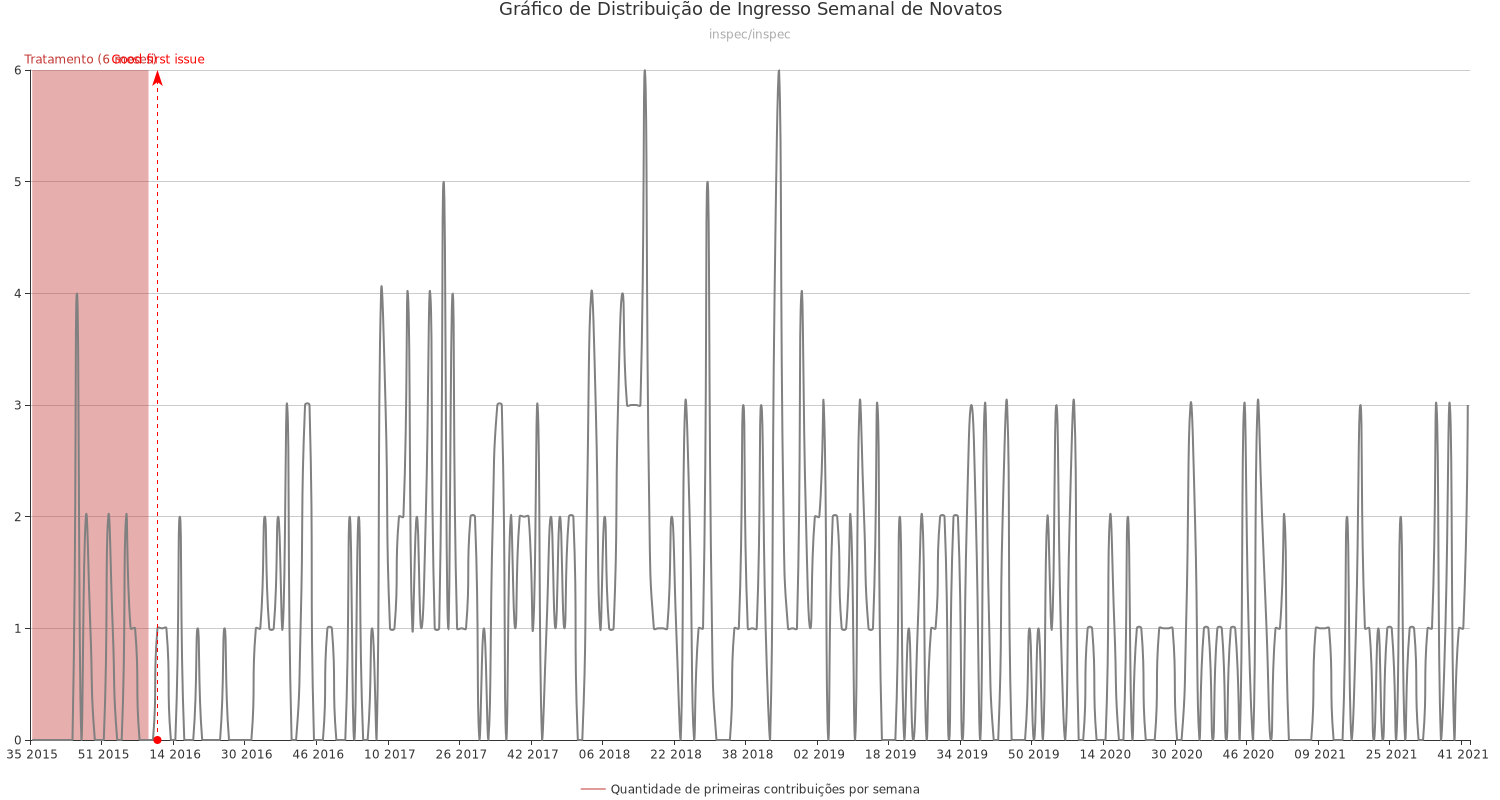 Gráfico de Distribuição de Ingresso Semanal de Novatos
inspec/inspec
Tratamento (6 meses)
Good first issue
6
5
4
3
2
1
0
35 2015 51 2015 14 2016 30 2016 46 2016 10 2017 26 2017 42 2017 06 2018 22 2018 38 2018 02 2019 18 2019 34 2019 50 2019 14 2020 30 2020 46 2020 09 2021 25 2021 41 2021
Quantidade de primeiras contribuições por semana